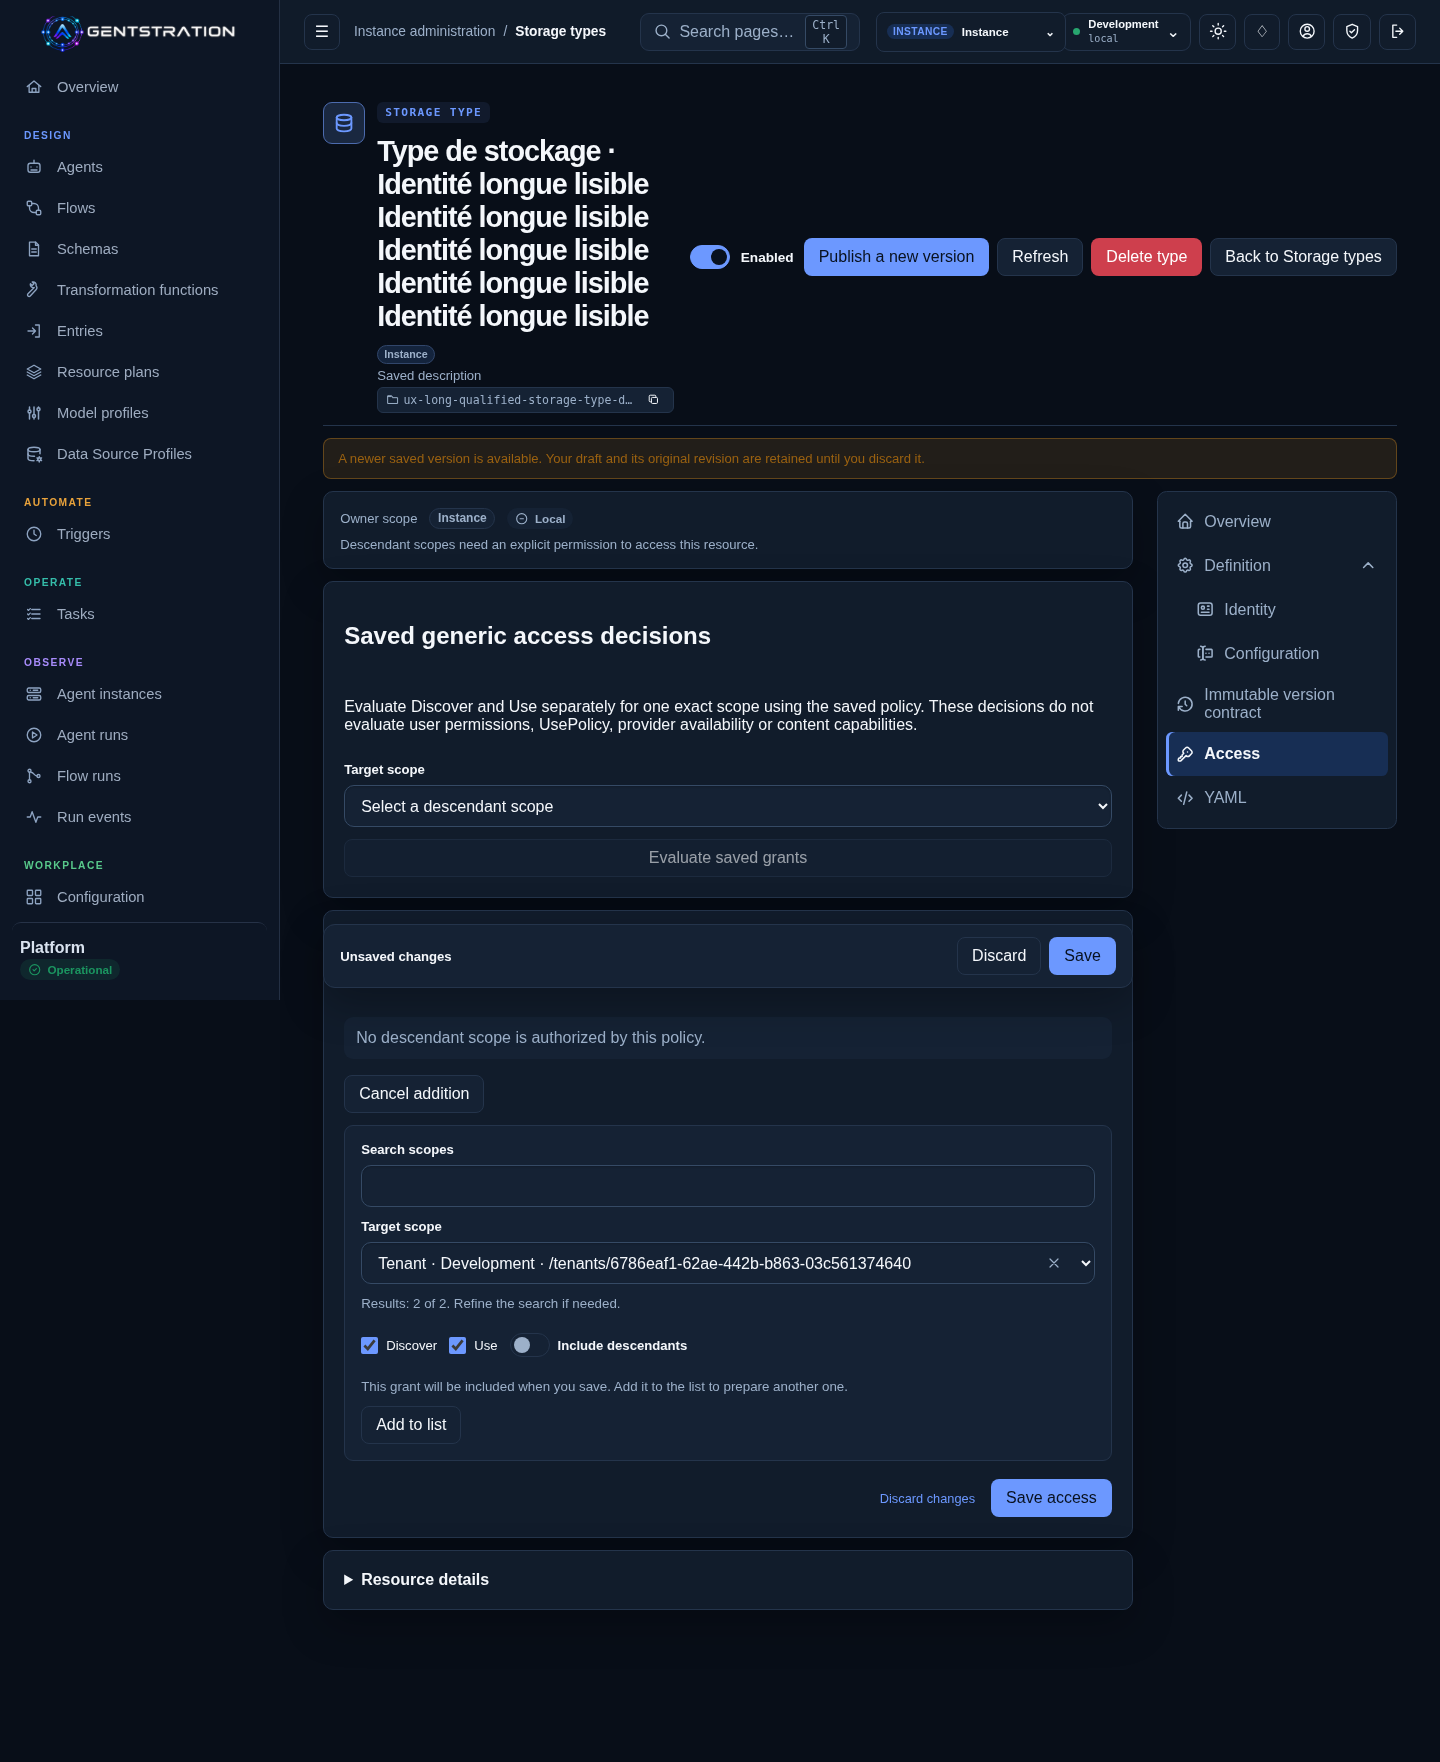 GENTSTRATION
Overview
DESIGN
Agents
Flows
Schemas
Transformation functions
Entries
Resource plans
Model profiles
Data Source Profiles
AUTOMATE
Triggers
OPERATE
Tasks
OBSERVE
Agent instances
Agent runs
Flow runs
Run events
WORKPLACE
Configuration
Platform
Operational
Instance administration / Storage types
Search pages…
Ctrl
K
INSTANCE Instance
Development
local
STORAGE TYPE
Type de stockage ·
Identité longue lisible
Identité longue lisible
Identité longue lisible
Identité longue lisible
Identité longue lisible
Instance
Saved description
ux-long-qualified-storage-type-d…
Enabled
Publish a new version
Refresh
Delete type
Back to Storage types
A newer saved version is available. Your draft and its original revision are retained until you discard it.
Owner scope Instance Local
Descendant scopes need an explicit permission to access this resource.
Saved generic access decisions
Evaluate Discover and Use separately for one exact scope using the saved policy. These decisions do not
evaluate user permissions, UsePolicy, provider availability or content capabilities.
Target scope
Select a descendant scope
Evaluate saved grants
Unsaved changes
Discard
Save
No descendant scope is authorized by this policy.
Cancel addition
Search scopes
Target scope
Tenant · Development · /tenants/6786eaf1-62ae-442b-b863-03c561374640
Results: 2 of 2. Refine the search if needed.
Discover Use Include descendants
This grant will be included when you save. Add it to the list to prepare another one.
Add to list
Discard changes
Save access
Resource details
Overview
Definition
Identity
Configuration
Immutable version
contract
Access
YAML